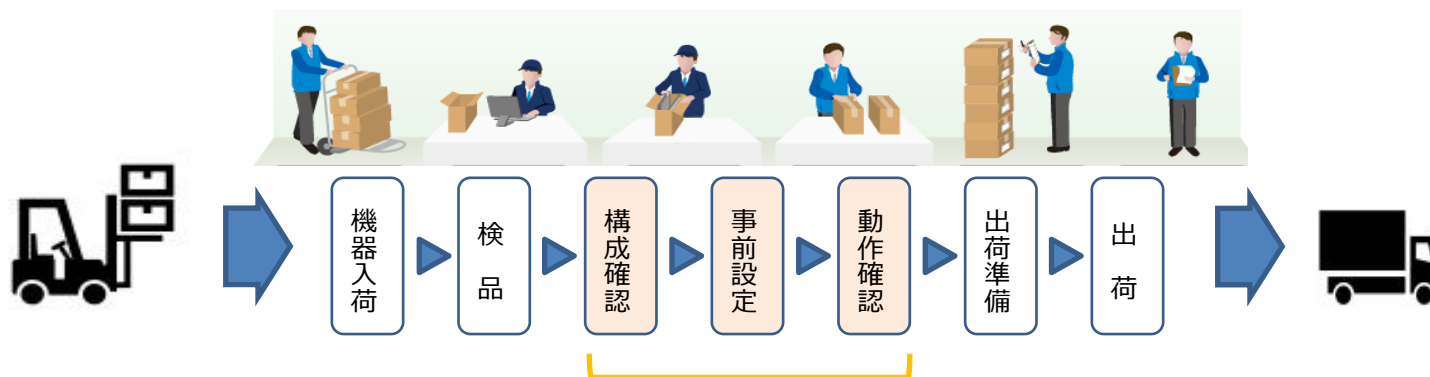 機器入荷
検品
構成確認
事前設定
動作確認
出荷準備
出荷